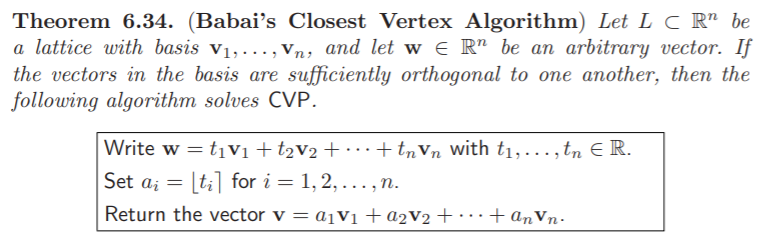 Theorem 6.34. (Babai's Closest Vertex Algorithm) Let L ⊂ ℝⁿ be
a lattice with basis v₁, . . . , vₙ, and let w ∈ ℝⁿ be an arbitrary vector. If
the vectors in the basis are sufficiently orthogonal to one another, then the
following algorithm solves CVP.
Write w = t₁v₁ + t₂v₂ + · · · + tₙvₙ with t₁, . . . , tₙ ∈ ℝ.
Set aᵢ = ⌊tᵢ⌉ for i = 1, 2, . . . , n.
Return the vector v = a₁v₁ + a₂v₂ + · · · + aₙvₙ.